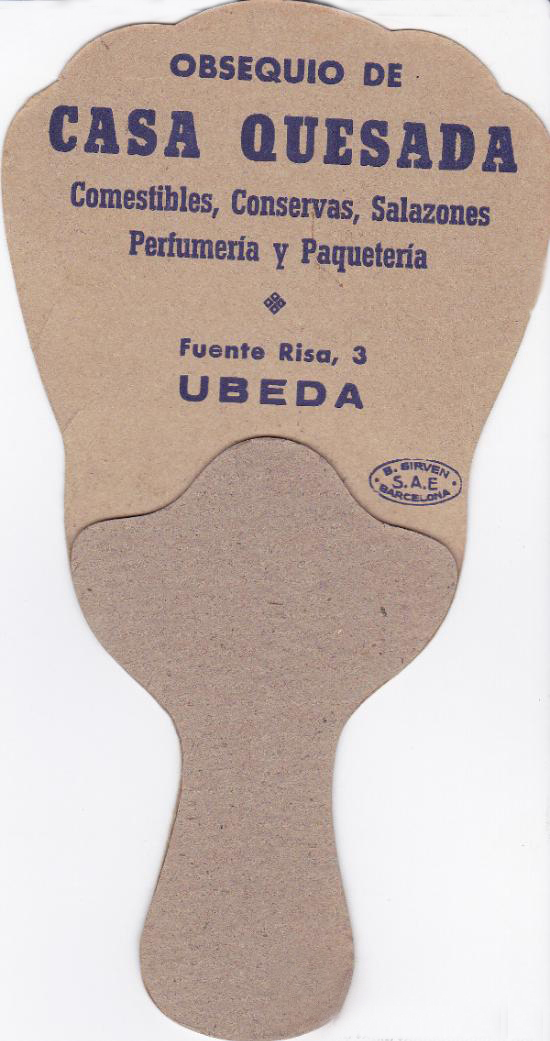 OBSEQUIO DE
CASA QUESADA
Comestibles, Conservas, Salazones
Perfumería y Paquetería
Fuente Risa, 3
UBEDA
B. SIRVEN
S.A.E
BARCELONA